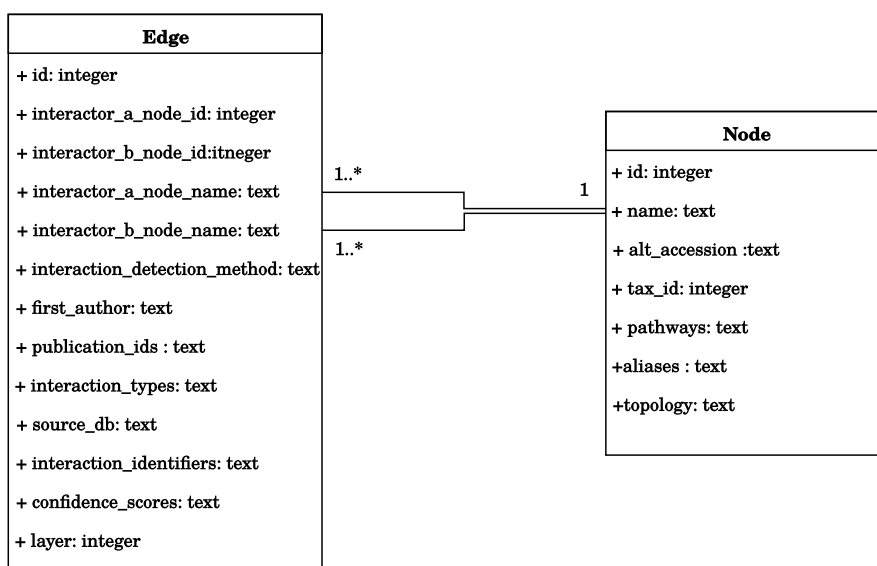 Edge
+ id: integer
+ interactor_a_node_id: integer
+ interactor_b_node_id:itneger
+ interactor_a_node_name: text
+ interactor_b_node_name: text
+ interaction_detection_method: text
+ first_author: text
+ publication_ids : text
+ interaction_types: text
+ source_db: text
+ interaction_identifiers: text
+ confidence_scores: text
+ layer: integer
1..*
1..*
1
Node
+ id: integer
+ name: text
+ alt_accession :text
+ tax_id: integer
+ pathways: text
+aliases : text
+topology: text